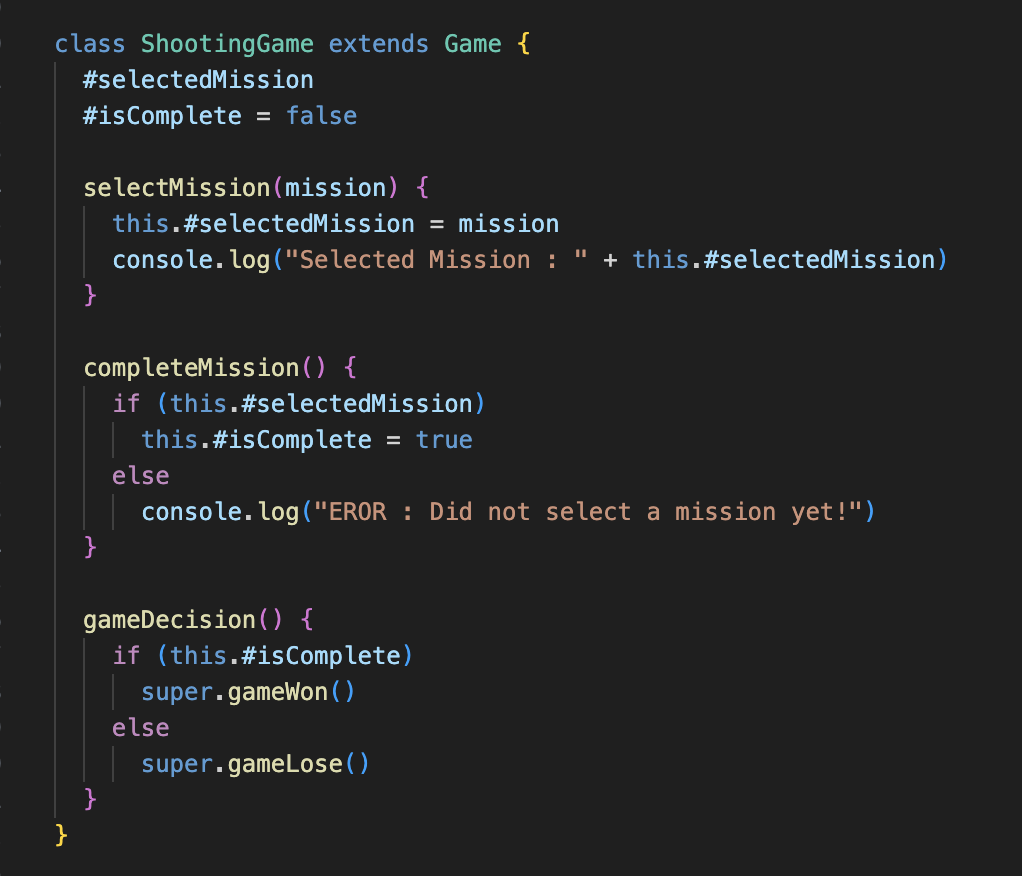 class ShootingGame extends Game {
#selectedMission
#isComplete = false
selectMission(mission) {
this.#selectedMission = mission
console.log("Selected Mission : " + this.#selectedMission)
}
completeMission() {
if (this.#selectedMission)
this.#isComplete = true
else
console.log("EROR : Did not select a mission yet!")
}
gameDecision() {
if (this.#isComplete)
super.gameWon()
else
super.gameLose()
}
}